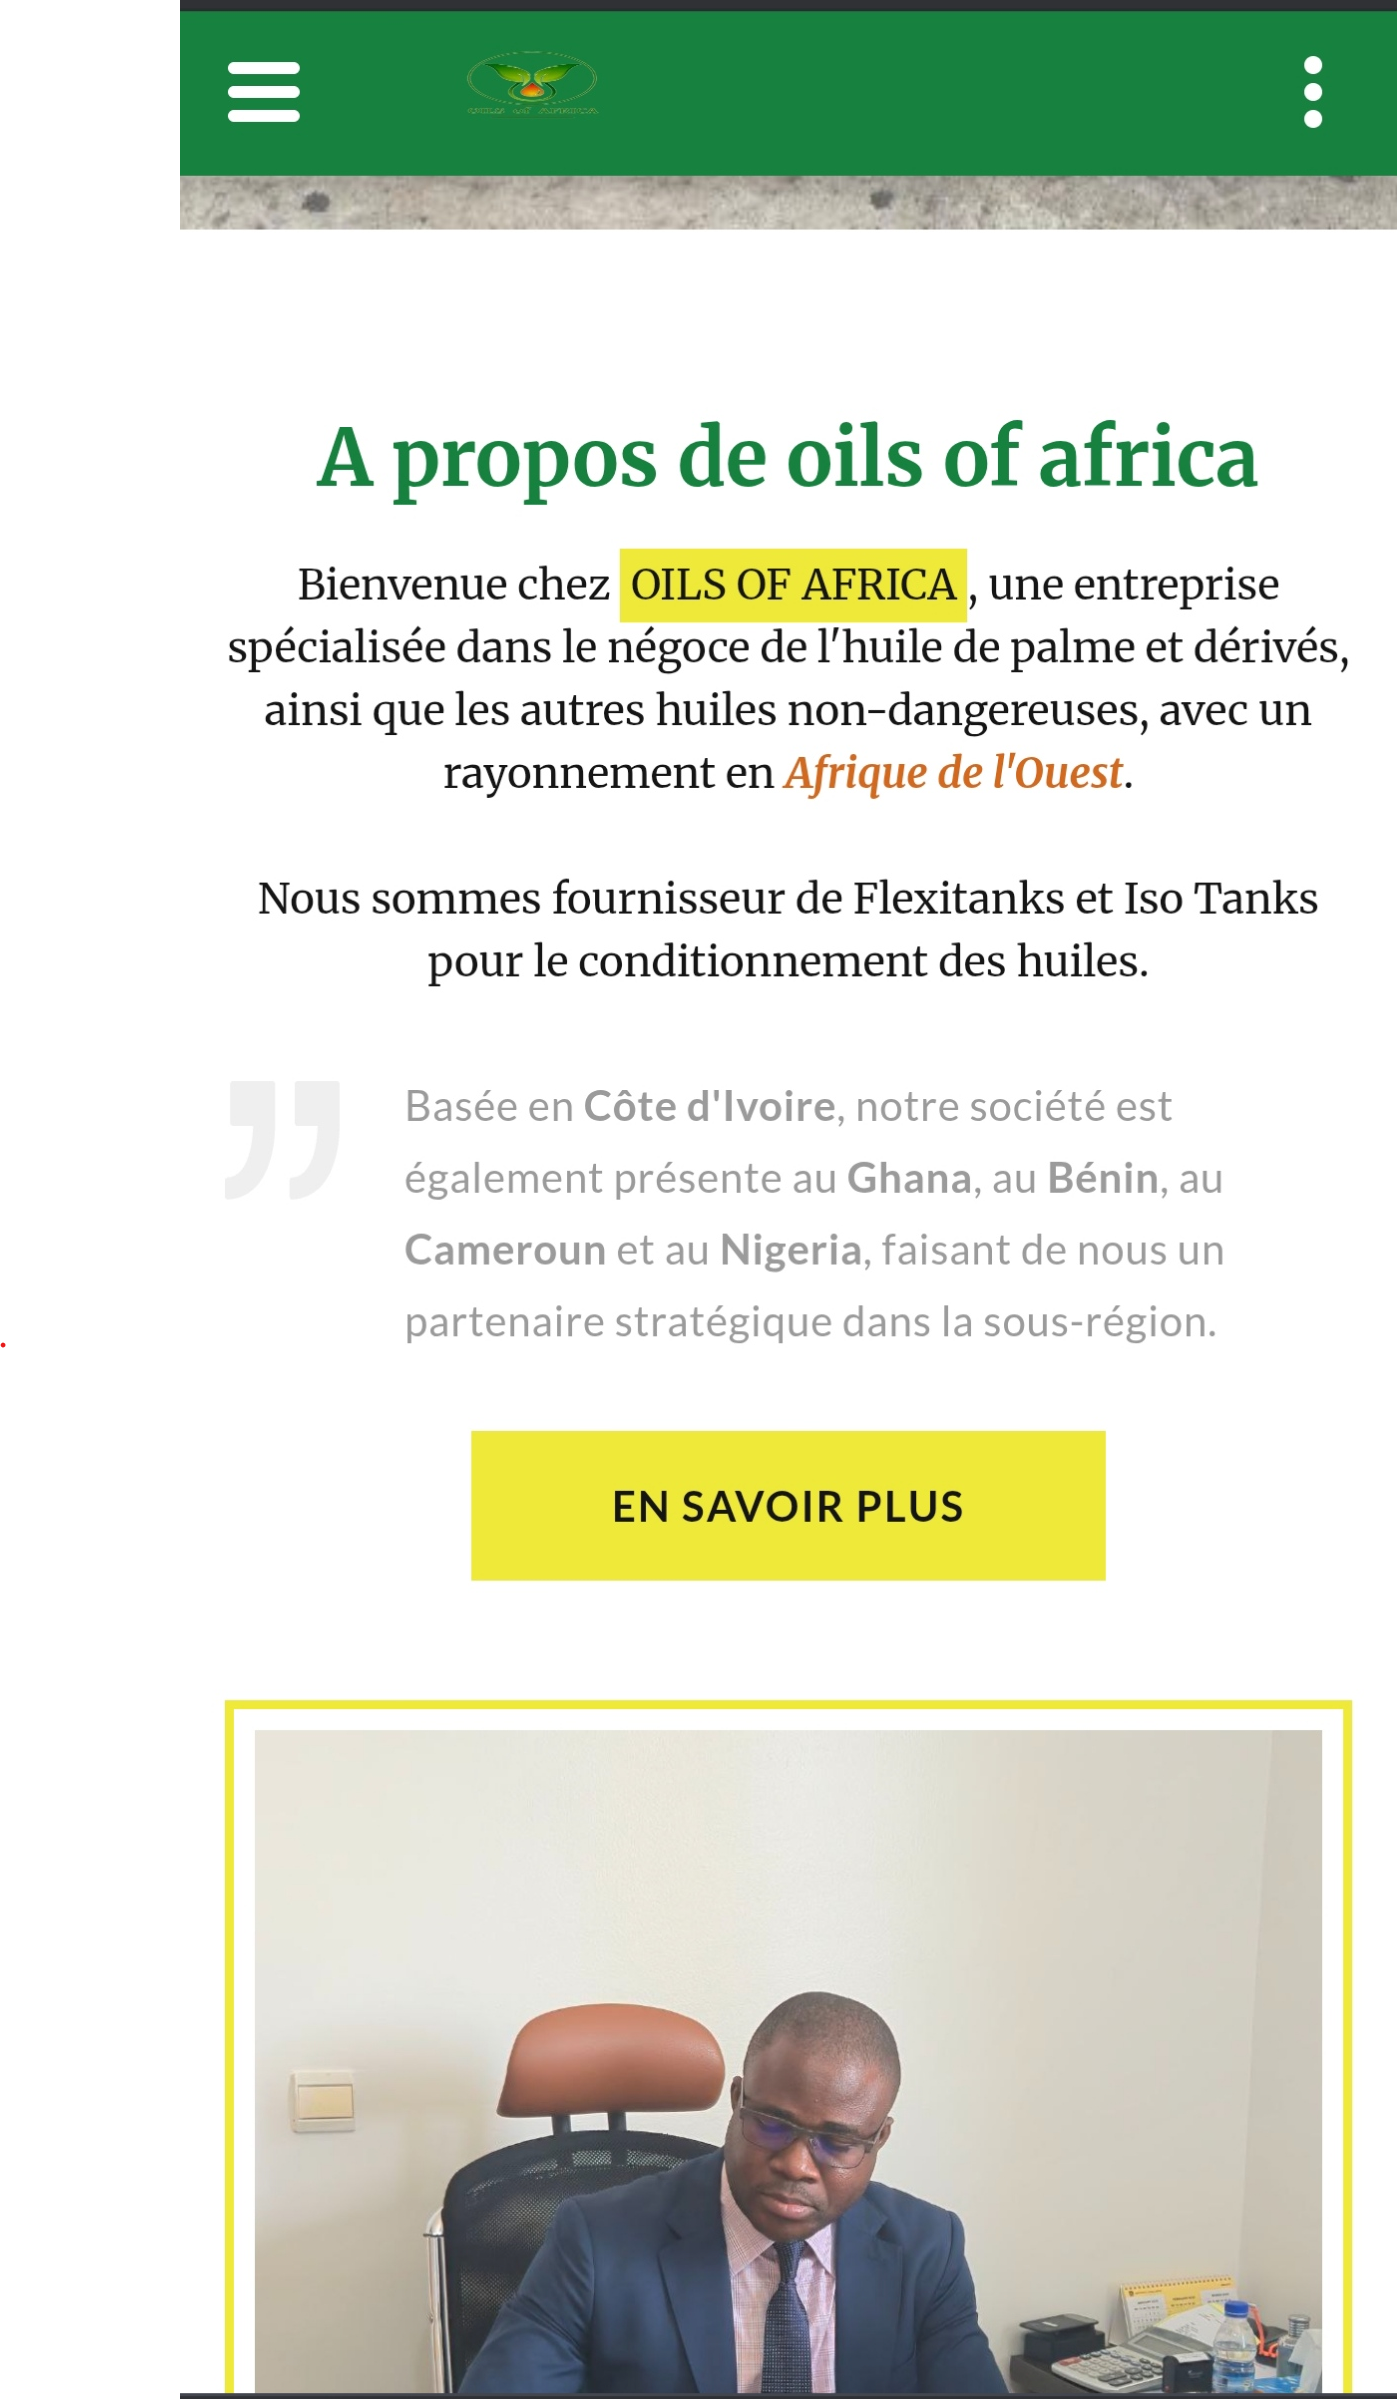 OILS of AFRICA
A propos de oils of africa
Bienvenue chez OILS OF AFRICA, une entreprise
spécialisée dans le négoce de l'huile de palme et dérivés,
ainsi que les autres huiles non-dangereuses, avec un
rayonnement en Afrique de l'Ouest.
Nous sommes fournisseur de Flexitanks et Iso Tanks
pour le conditionnement des huiles.
Basée en Côte d'Ivoire, notre société est
également présente au Ghana, au Bénin, au
Cameroun et au Nigeria, faisant de nous un
partenaire stratégique dans la sous-région.
EN SAVOIR PLUS